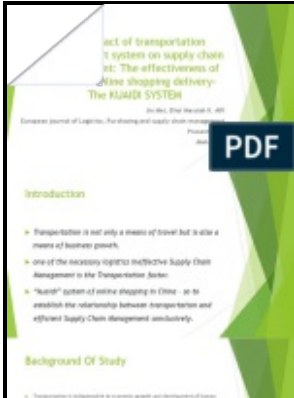 act of transportation
t system on supply chain
nt: The effectiveness of
nline shopping delivery-
The KUAIDI SYSTEM
European journal of Logistics, Purchasing and supply chain management
PDF
Introduction
Transportation is not only a means of travel but is also a
means of business growth.
one of the necessary logistics ineffective Supply Chain
Management is the Transportation factor.
"kuaidi" system of online shopping in China - so to
establish the relationship between transportation and
efficient Supply Chain Management conclusively.
Background Of Study